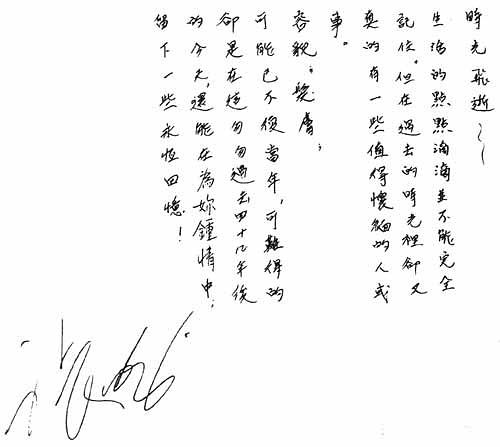 時光飛逝~~
生活的點點滴滴並不能完全
記住,但在過去的時光裡卻又
真的有一些值得懷緬的人或
事。
容貌、髮膚、
可能已不復當年,可難得的
卻是在這匆匆過去四十几年後
的今天,還能在為妳鍾情中,
留下一些永恆回憶!